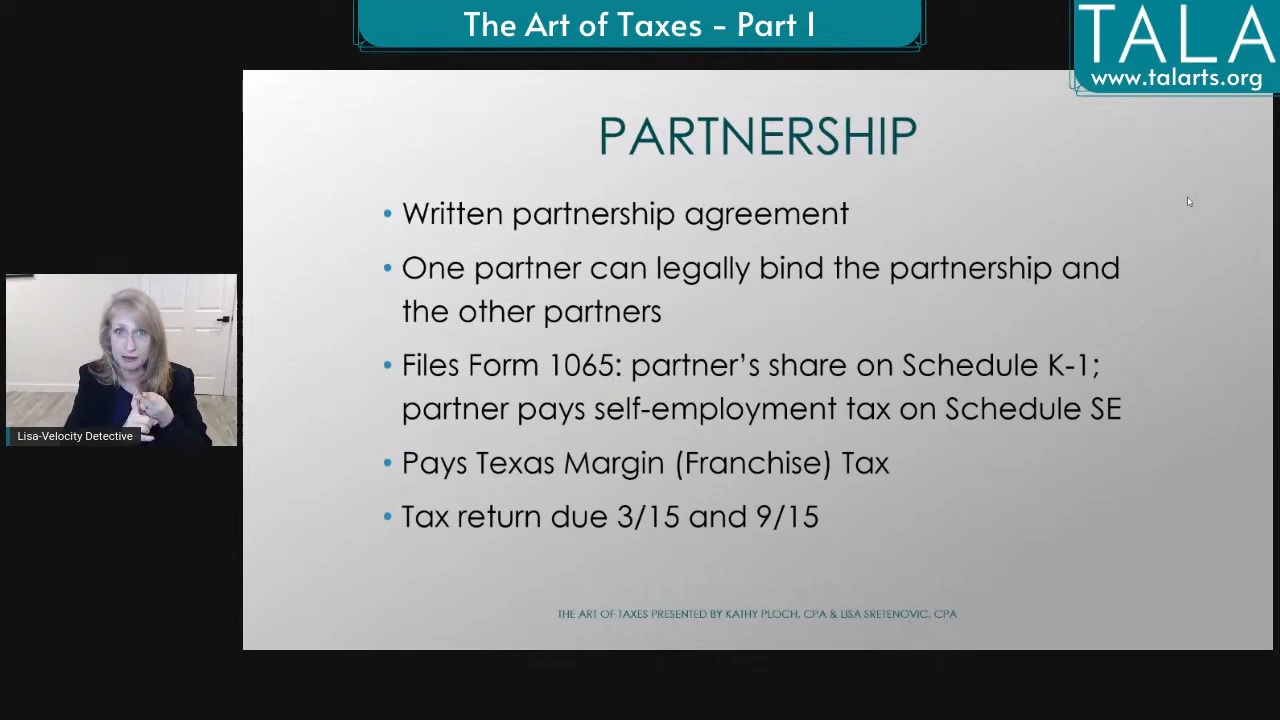 The Art of Taxes - Part I
TALA
www.talarts.org
PARTNERSHIP
• Written partnership agreement
• One partner can legally bind the partnership and
the other partners
• Files Form 1065: partner’s share on Schedule K-1;
partner pays self-employment tax on Schedule SE
• Pays Texas Margin (Franchise) Tax
• Tax return due 3/15 and 9/15
THE ART OF TAXES PRESENTED BY KATHY PLOCH, CPA & LISA SRETENOVIC, CPA
Lisa-Velocity Detective